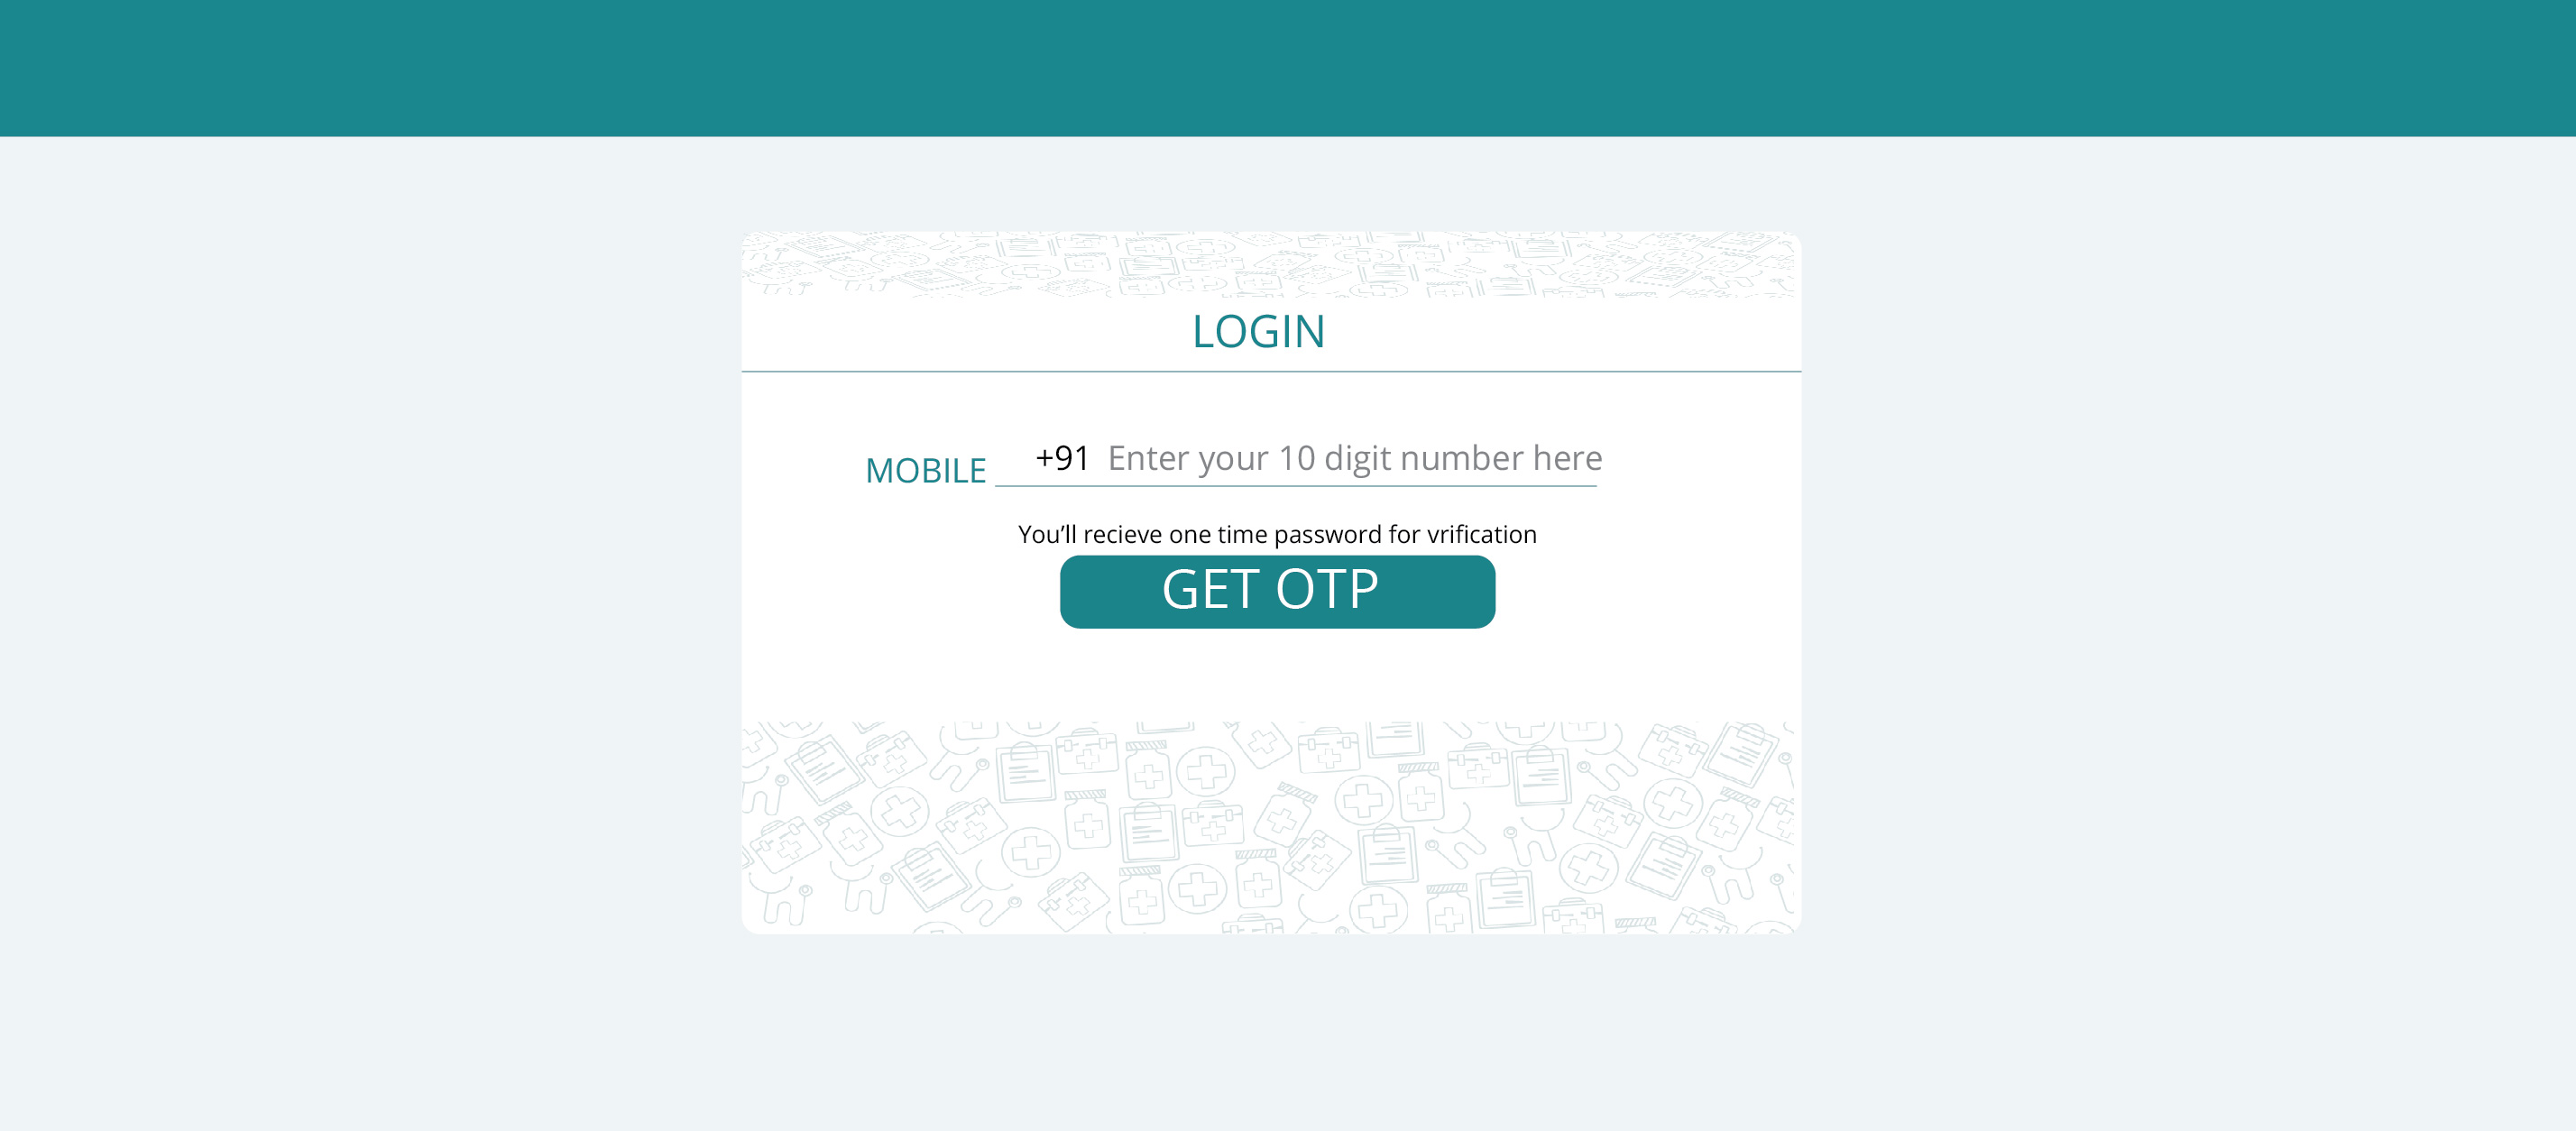 LOGIN
MOBILE +91 Enter your 10 digit number here
You’ll recieve one time password for vrification
GET OTP